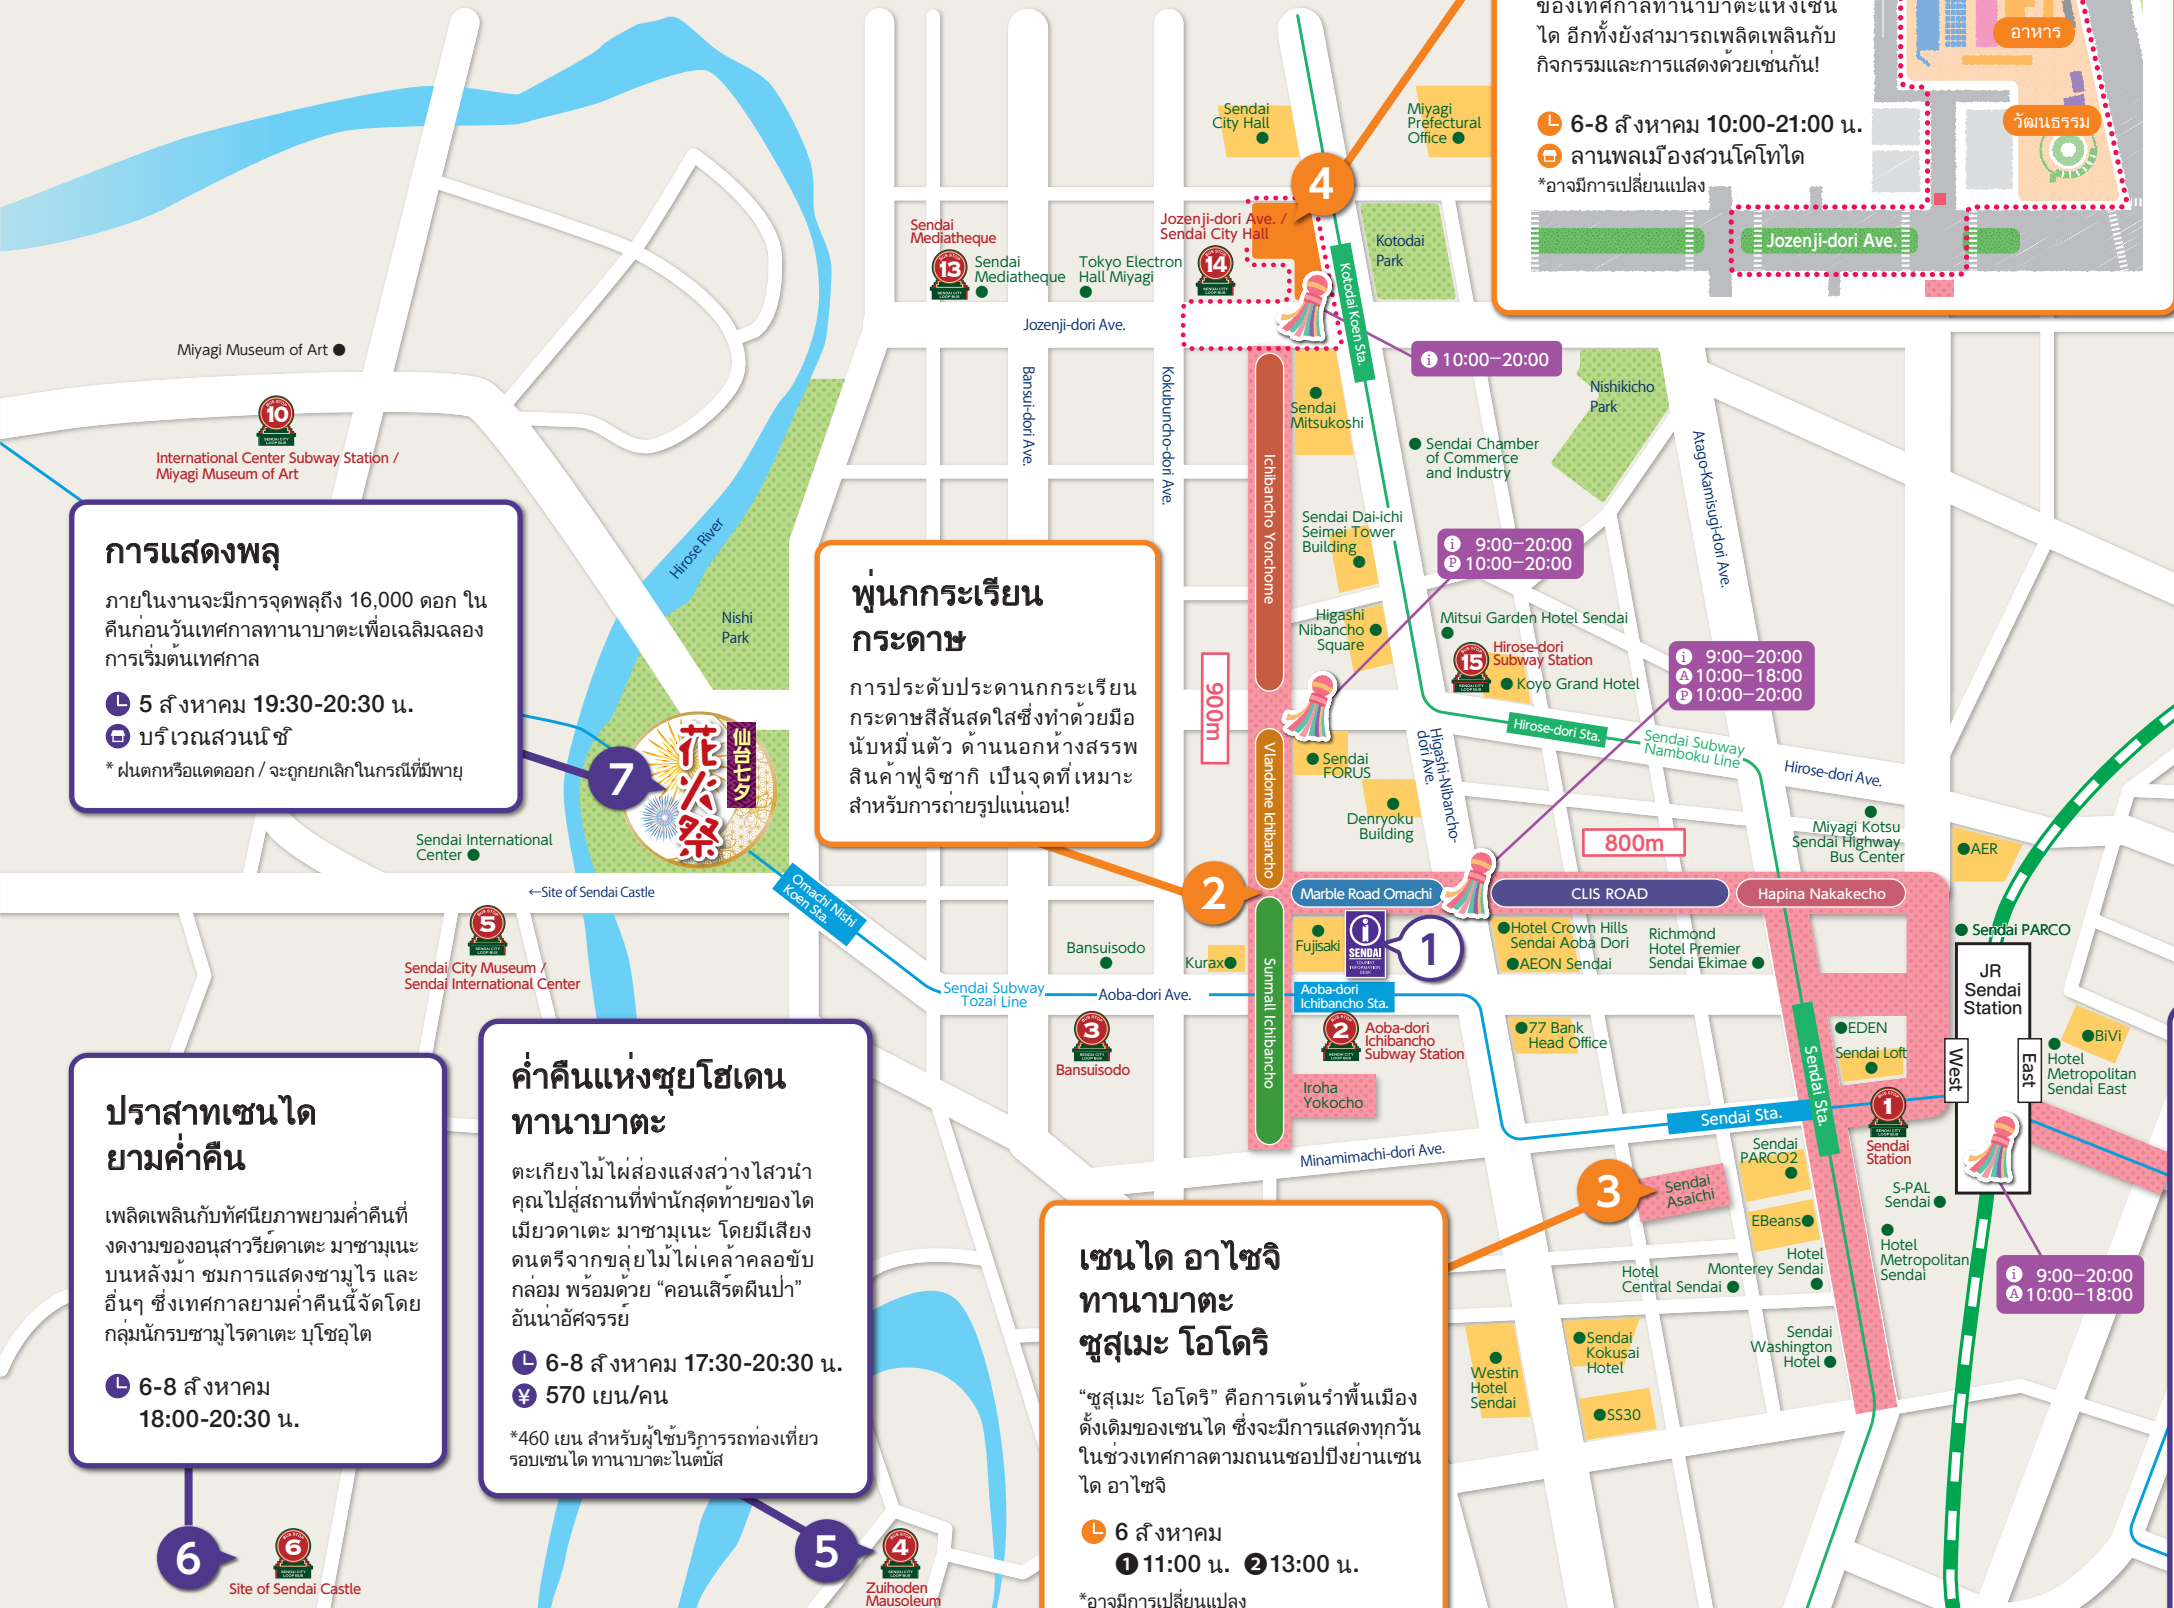 ของเทศกาลทานาบาตะแห่งเซน
ได อีกทั้งยังสามารถเพลิดเพลินกับ
กิจกรรมและการแสดงด้วยเช่นกัน!
6-8 สิงหาคม 10:00-21:00 น.
ลานพลเมืองสวนโคโทได
*อาจมีการเปลี่ยนแปลง
อาหาร
วัฒนธรรม
Jozenji-dori Ave.
Sendai
City Hall
Miyagi
Prefectural
Office
4
Sendai
Mediatheque
13
Sendai
Mediatheque
Tokyo Electron
Hall Miyagi
Jozenji-dori Ave. /
Sendai City Hall
14
Kotodai
Park
Kotodai Koen Sta.
Jozenji-dori Ave.
Bansui-dori Ave.
Kokubuncho-dori Ave.
i 10:00−20:00
Miyagi Museum of Art
10
International Center Subway Station /
Miyagi Museum of Art
Nishikicho
Park
Sendai
Mitsukoshi
Sendai Chamber
of Commerce
and Industry
Ichibancho Yonchome
Atago-Kamisugi-dori Ave.
Sendai Dai-ichi
Seimei Tower
Building
i 9:00−20:00
P 10:00−20:00
Hirose River
Nishi
Park
การแสดงพลุ
ภายในงานจะมีการจุดพลุถึง 16,000 ดอก ใน
คืนก่อนวันเทศกาลทานาบาตะเพื่อเฉลิมฉลอง
การเริ่มต้นเทศกาล
5 สิงหาคม 19:30-20:30 น.
บริเวณสวนนิชิ
* ฝนตกหรือแดดออก / จะถูกยกเลิกในกรณีที่มีพายุ
7
仙台七夕
花火祭
พู่นกกระเรียน
กระดาษ
การประดับประดานกกระเรียน
กระดาษสีสันสดใสซึ่งทำด้วยมือ
นับหมื่นตัว ด้านนอกห้างสรรพ
สินค้าฟูจิซากิ เป็นจุดที่เหมาะ
สำหรับการถ่ายรูปแน่นอน!
2
Higashi
Nibancho
Square
Mitsui Garden Hotel Sendai
15
Hirose-dori
Subway Station
Koyo Grand Hotel
i 9:00−20:00
A 10:00−18:00
P 10:00−20:00
900m
Hirose-dori Sta.
Sendai Subway
Namboku Line
Hirose-dori Ave.
Higashi-Nibancho-
dori Ave.
Vlandome Ichibancho
Sendai
FORUS
Denryoku
Building
800m
Miyagi Kotsu
Sendai Highway
Bus Center
AER
Marble Road Omachi
CLIS ROAD
Hapina Nakakecho
Sendai International
Center
←Site of Sendai Castle
5
Sendai City Museum /
Sendai International Center
Omachi Nishi
Koen Sta.
Sendai Subway
Tozai Line
Aoba-dori Ave.
Bansuisodo
Kurax
Fujisaki
i
SENDAI
TOURIST
INFORMATION
DESK
1
Hotel Crown Hills
Sendai Aoba Dori
AEON Sendai
Richmond
Hotel Premier
Sendai Ekimae
Sendai PARCO
JR
Sendai
Station
West
East
Sunmall Ichibancho
Aoba-dori
Ichibancho Sta.
3
Bansuisodo
2
Aoba-dori
Ichibancho
Subway Station
77 Bank
Head Office
EDEN
Sendai Loft
BiVi
Hotel
Metropolitan
Sendai East
Iroha
Yokocho
Sendai Sta.
Sendai Sta.
1
Sendai
Station
Minamimachi-dori Ave.
Sendai
PARCO2
3
Sendai
Asaichi
S-PAL
Sendai
EBeans
Hotel
Monterey Sendai
Hotel
Central Sendai
Hotel
Metropolitan
Sendai
i 9:00−20:00
A 10:00−18:00
Sendai
Washington
Hotel
Westin
Hotel
Sendai
Sendai
Kokusai
Hotel
SS30
ปราสาทเซนได
ยามค่ำคืน
เพลิดเพลินกับทัศนียภาพยามค่ำคืนที่
งดงามของอนุสาวรีย์ดาเตะ มาซามุเนะ
บนหลังม้า ชมการแสดงซามูไร และ
อื่นๆ ซึ่งเทศกาลยามค่ำคืนนี้จัดโดย
กลุ่มนักรบซามูไรดาเตะ บุโชอุไต
6-8 สิงหาคม
18:00-20:30 น.
6
6
Site of Sendai Castle
ค่ำคืนแห่งซุยโฮเดน
ทานาบาตะ
ตะเกียงไม้ไผ่ส่องแสงสว่างไสวนำ
คุณไปสู่สถานที่พำนักสุดท้ายของได
เมียวดาเตะ มาซามุเนะ โดยมีเสียง
ดนตรีจากขลุ่ยไม้ไผ่เคล้าคลอขับ
กล่อม พร้อมด้วย “คอนเสิร์ตผืนป่า”
อันน่าอัศจรรย์
6-8 สิงหาคม 17:30-20:30 น.
¥ 570 เยน/คน
*460 เยน สำหรับผู้ใช้บริการรถท่องเที่ยว
รอบเซนได ทานาบาตะไนต์บัส
5
4
Zuihoden
Mausoleum
เซนได อาไซจิ
ทานาบาตะ
ซูสุเมะ โอโดริ
“ซูสุเมะ โอโดริ” คือการเต้นรำพื้นเมือง
ดั้งเดิมของเซนได ซึ่งจะมีการแสดงทุกวัน
ในช่วงเทศกาลตามถนนชอปปิงย่านเซน
ได อาไซจิ
6 สิงหาคม
❶11:00 น. ❷13:00 น.
*อาจมีการเปลี่ยนแปลง